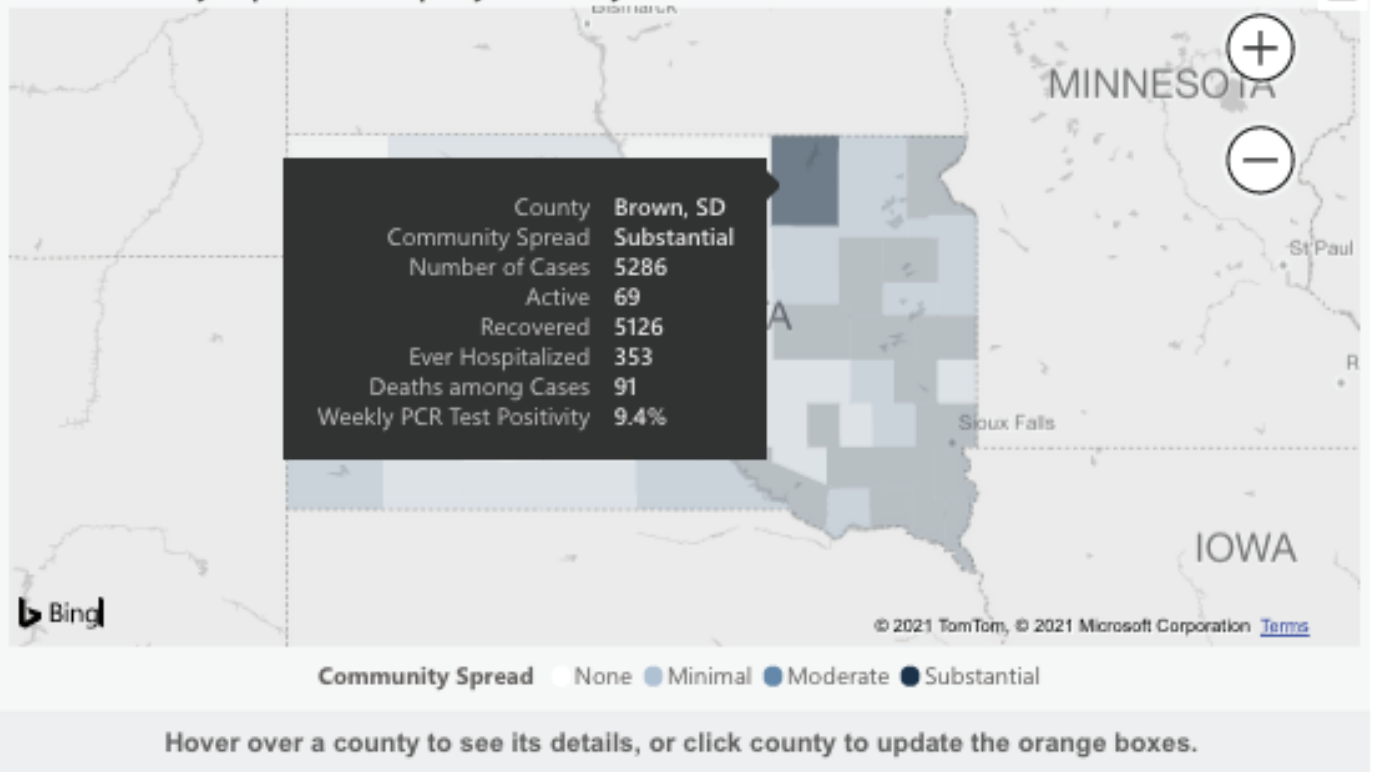 Bismarck
MINNESOTA
County Brown, SD
Community Spread Substantial
Number of Cases 5286
Active 69
Recovered 5126
Ever Hospitalized 353
Deaths among Cases 91
Weekly PCR Test Positivity 9.4%
St Paul
A
R
Sioux Falls
IOWA
Bing
© 2021 TomTom, © 2021 Microsoft Corporation Terms
Community Spread None Minimal Moderate Substantial
Hover over a county to see its details, or click county to update the orange boxes.